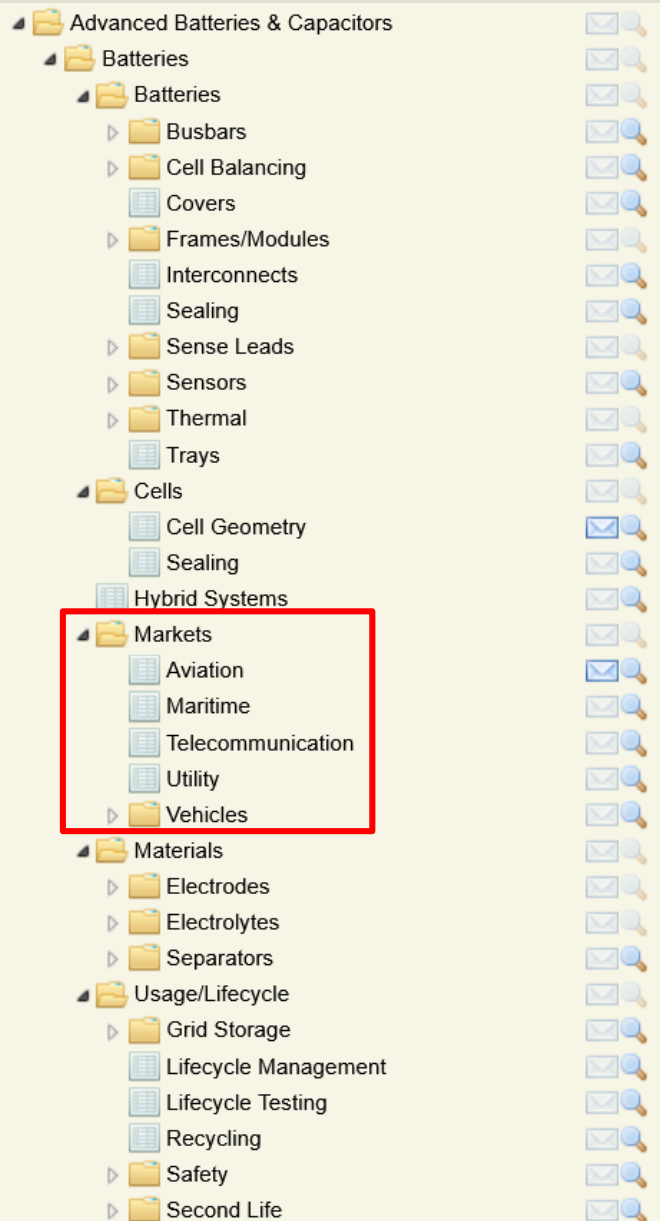 Advanced Batteries & Capacitors
Batteries
Batteries
Busbars
Cell Balancing
Covers
Frames/Modules
Interconnects
Sealing
Sense Leads
Sensors
Thermal
Trays
Cells
Cell Geometry
Sealing
Hybrid Systems
Markets
Aviation
Maritime
Telecommunication
Utility
Vehicles
Materials
Electrodes
Electrolytes
Separators
Usage/Lifecycle
Grid Storage
Lifecycle Management
Lifecycle Testing
Recycling
Safety
Second Life